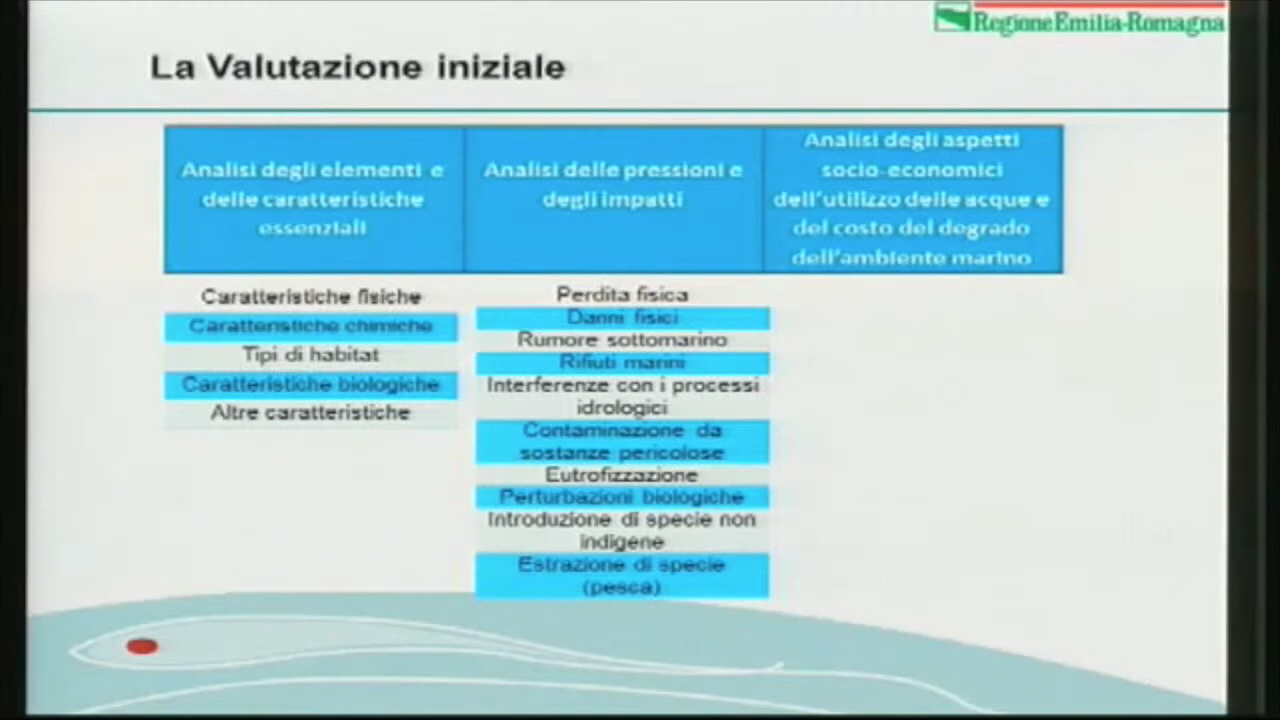 RegioneEmilia-Romagna
La Valutazione iniziale
Analisi degli elementi e
delle caratteristiche
essenziali
Analisi delle pressioni e
degli impatti
Analisi degli aspetti
socio-economici
dell'utilizzo delle acque e
del costo del degrado
dell'ambiente marino
Caratteristiche fisiche
Caratteristiche chimiche
Tipi di habitat
Caratteristiche biologiche
Altre caratteristiche
Perdita fisica
Danni fisici
Rumore sottomarino
Rifiuti marini
Interferenze con i processi
idrologici
Contaminazione da
sostanze pericolose
Eutrofizzazione
Perturbazioni biologiche
Introduzione di specie non
indigene
Estrazione di specie
(pesca)